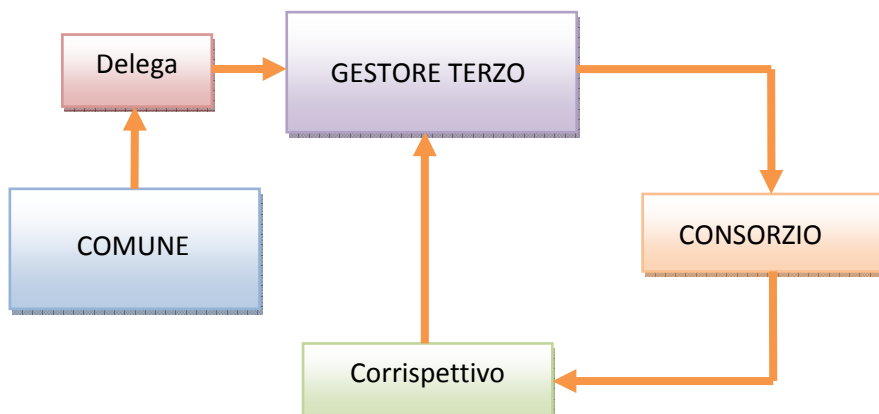 Delega
GESTORE TERZO
COMUNE
CONSORZIO
Corrispettivo